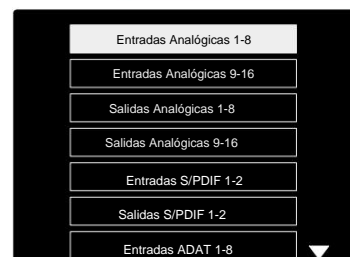 Entradas Analógicas 1-8
Entradas Analógicas 9-16
Salidas Analógicas 1-8
Salidas Analógicas 9-16
Entradas S/PDIF 1-2
Salidas S/PDIF 1-2
Entradas ADAT 1-8